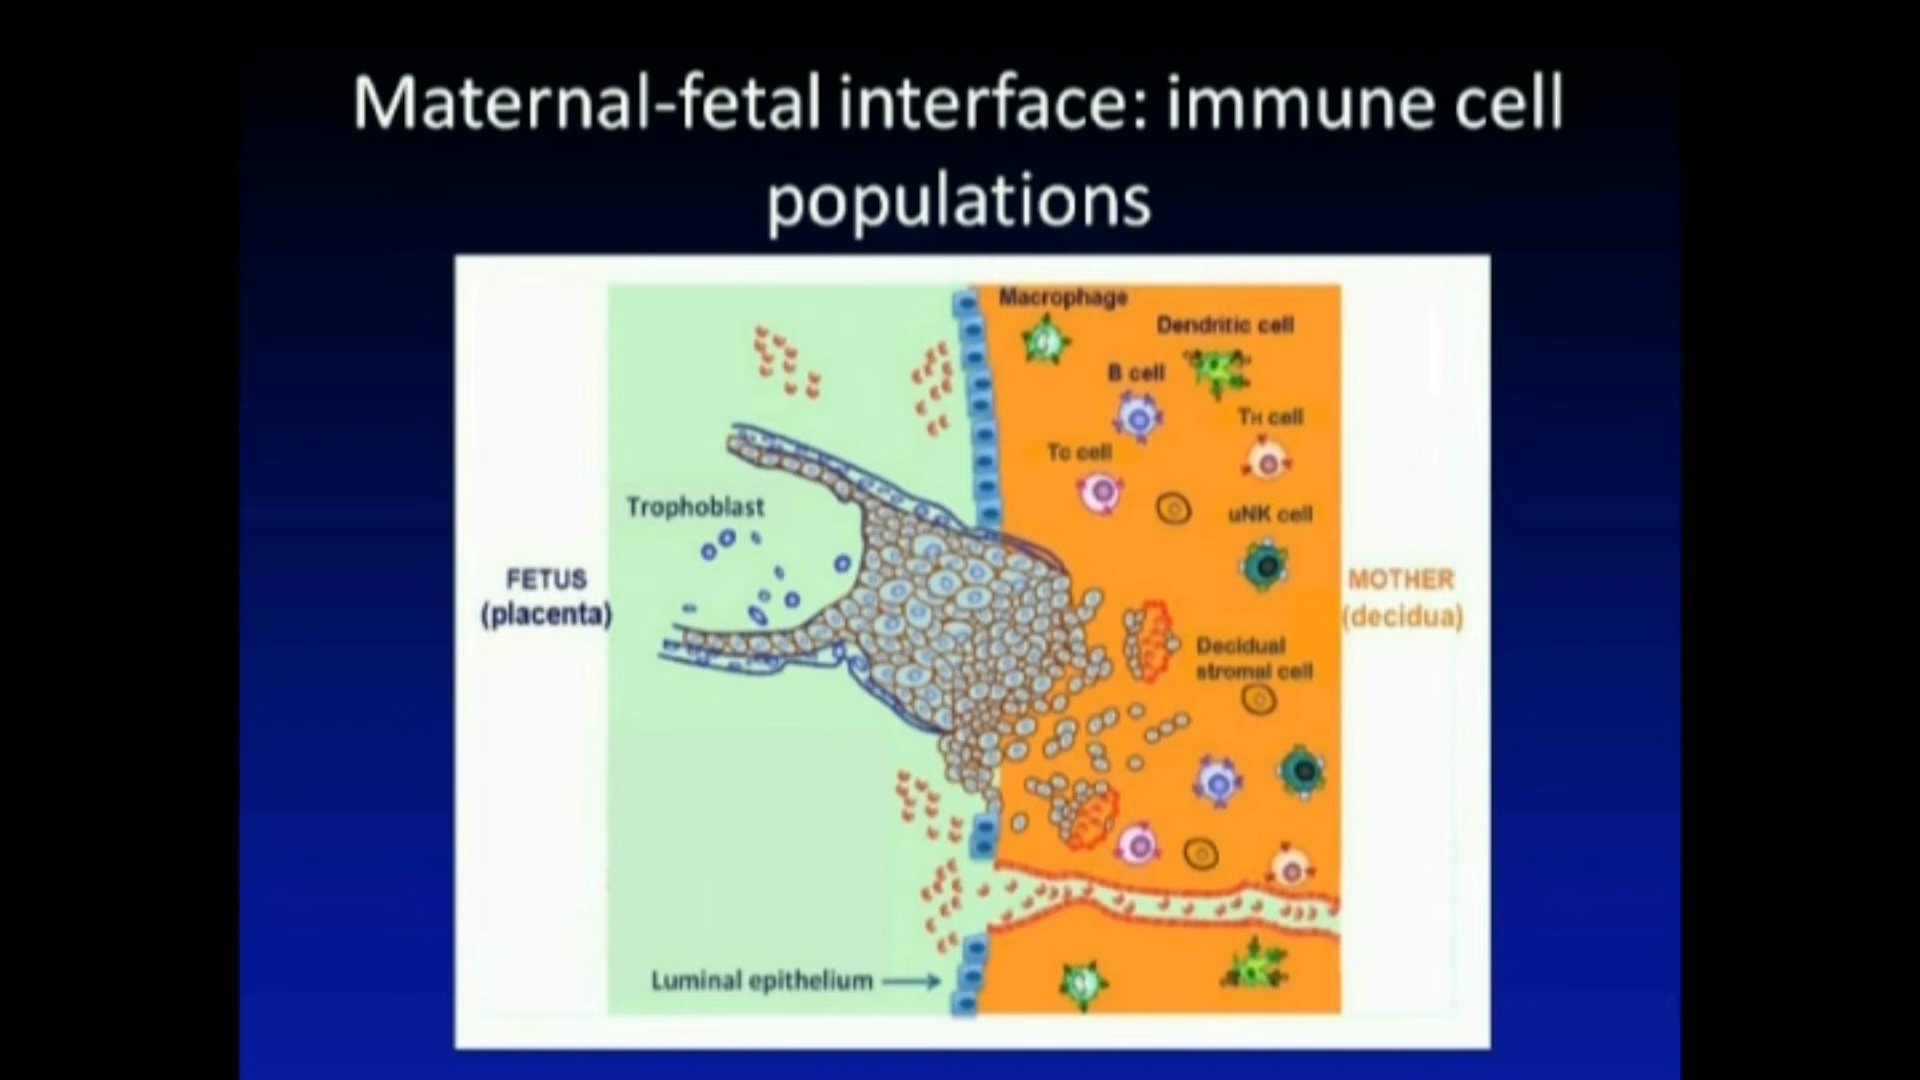 Maternal-fetal interface: immune cell
populations
Macrophage
Dendritic cell
B cell
TH cell
Tc cell
Trophoblast
uNK cell
FETUS
(placenta)
MOTHER
(decidua)
Decidual
stromal cell
Luminal epithelium